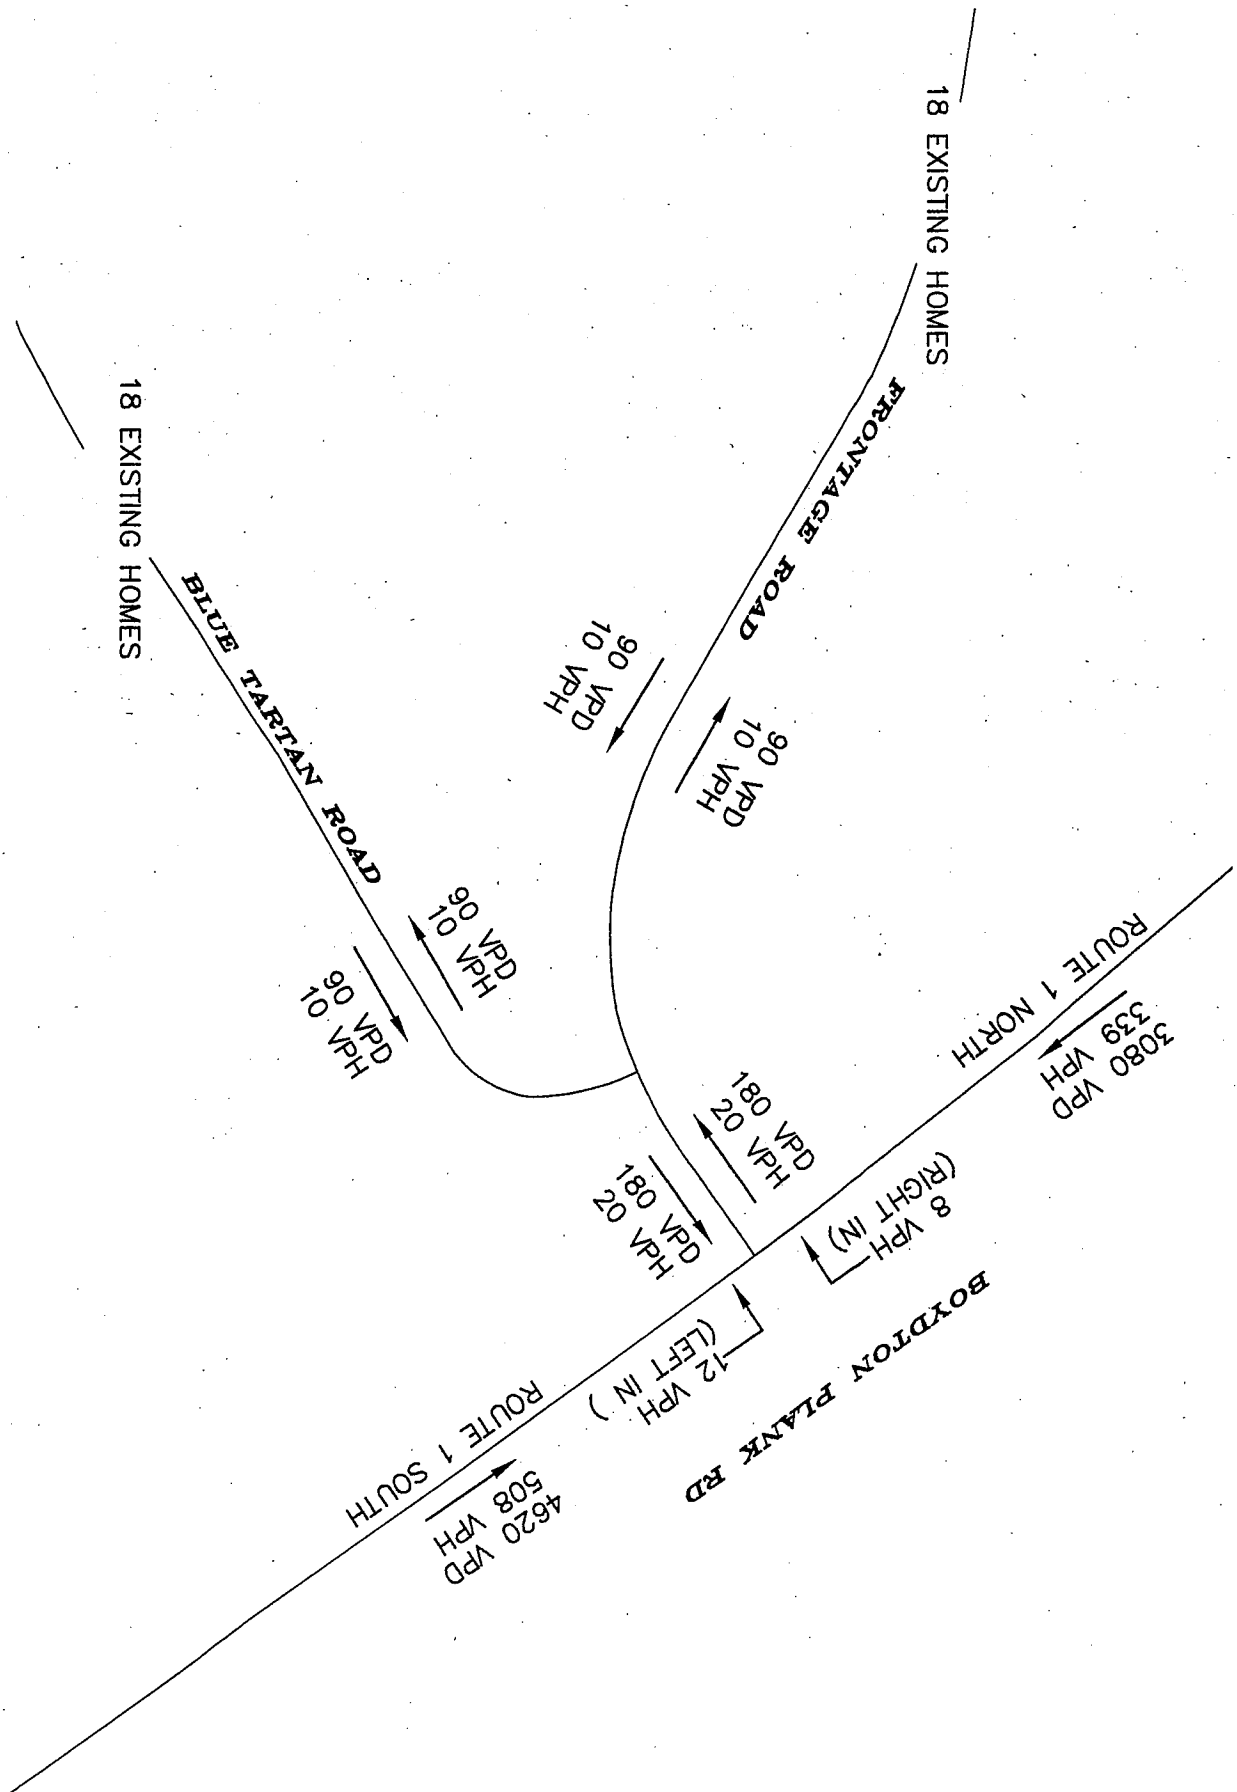 18 EXISTING HOMES
FRONTAGE ROAD
90 VPD
10 VPH
90 VPD
10 VPH
18 EXISTING HOMES
BLUE TARTAN ROAD
90 VPD
10 VPH
90 VPD
10 VPH
ROUTE 1 NORTH
3080 VPD
339 VPH
180 VPD
20 VPH
180 VPD
20 VPH
8 VPH
(RIGHT IN)
12 VPH
(LEFT IN )
BOYDTON PLANK RD
ROUTE 1 SOUTH
4620 VPD
508 VPH